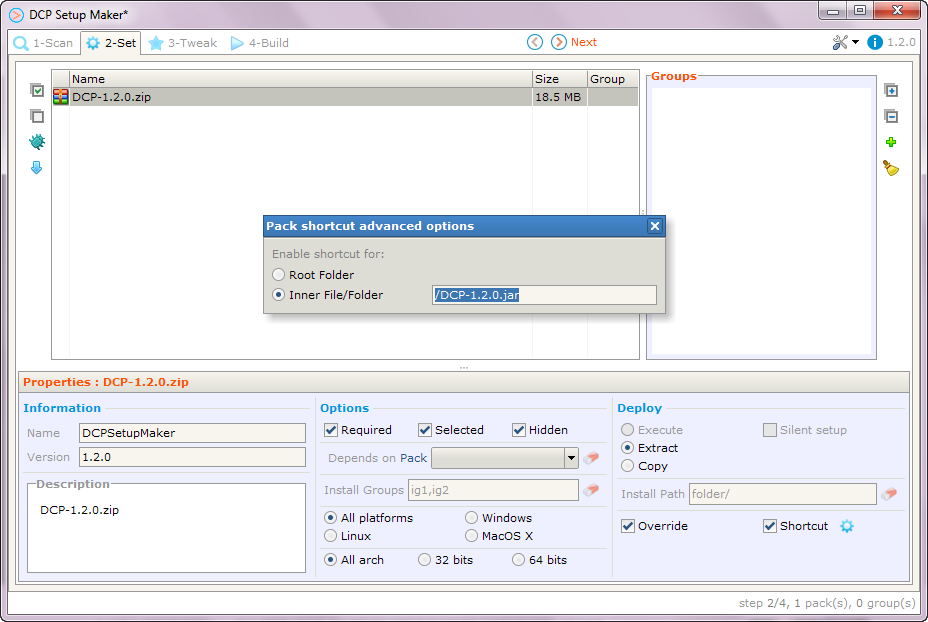 DCP Setup Maker*
1-Scan 2-Set 3-Tweak 4-Build Next 1.2.0
Name Size Group
DCP-1.2.0.zip 18.5 MB
Groups
Pack shortcut advanced options
Enable shortcut for:
Root Folder
Inner File/Folder /DCP-1.2.0.jar
Properties : DCP-1.2.0.zip
Information
Name DCPSetupMaker
Version 1.2.0
Description
DCP-1.2.0.zip
Options
Required Selected Hidden
Depends on Pack
Install Groups ig1,ig2
All platforms Windows
Linux MacOS X
All arch 32 bits 64 bits
Deploy
Execute Silent setup
Extract
Copy
Install Path folder/
Override Shortcut
step 2/4, 1 pack(s), 0 group(s)